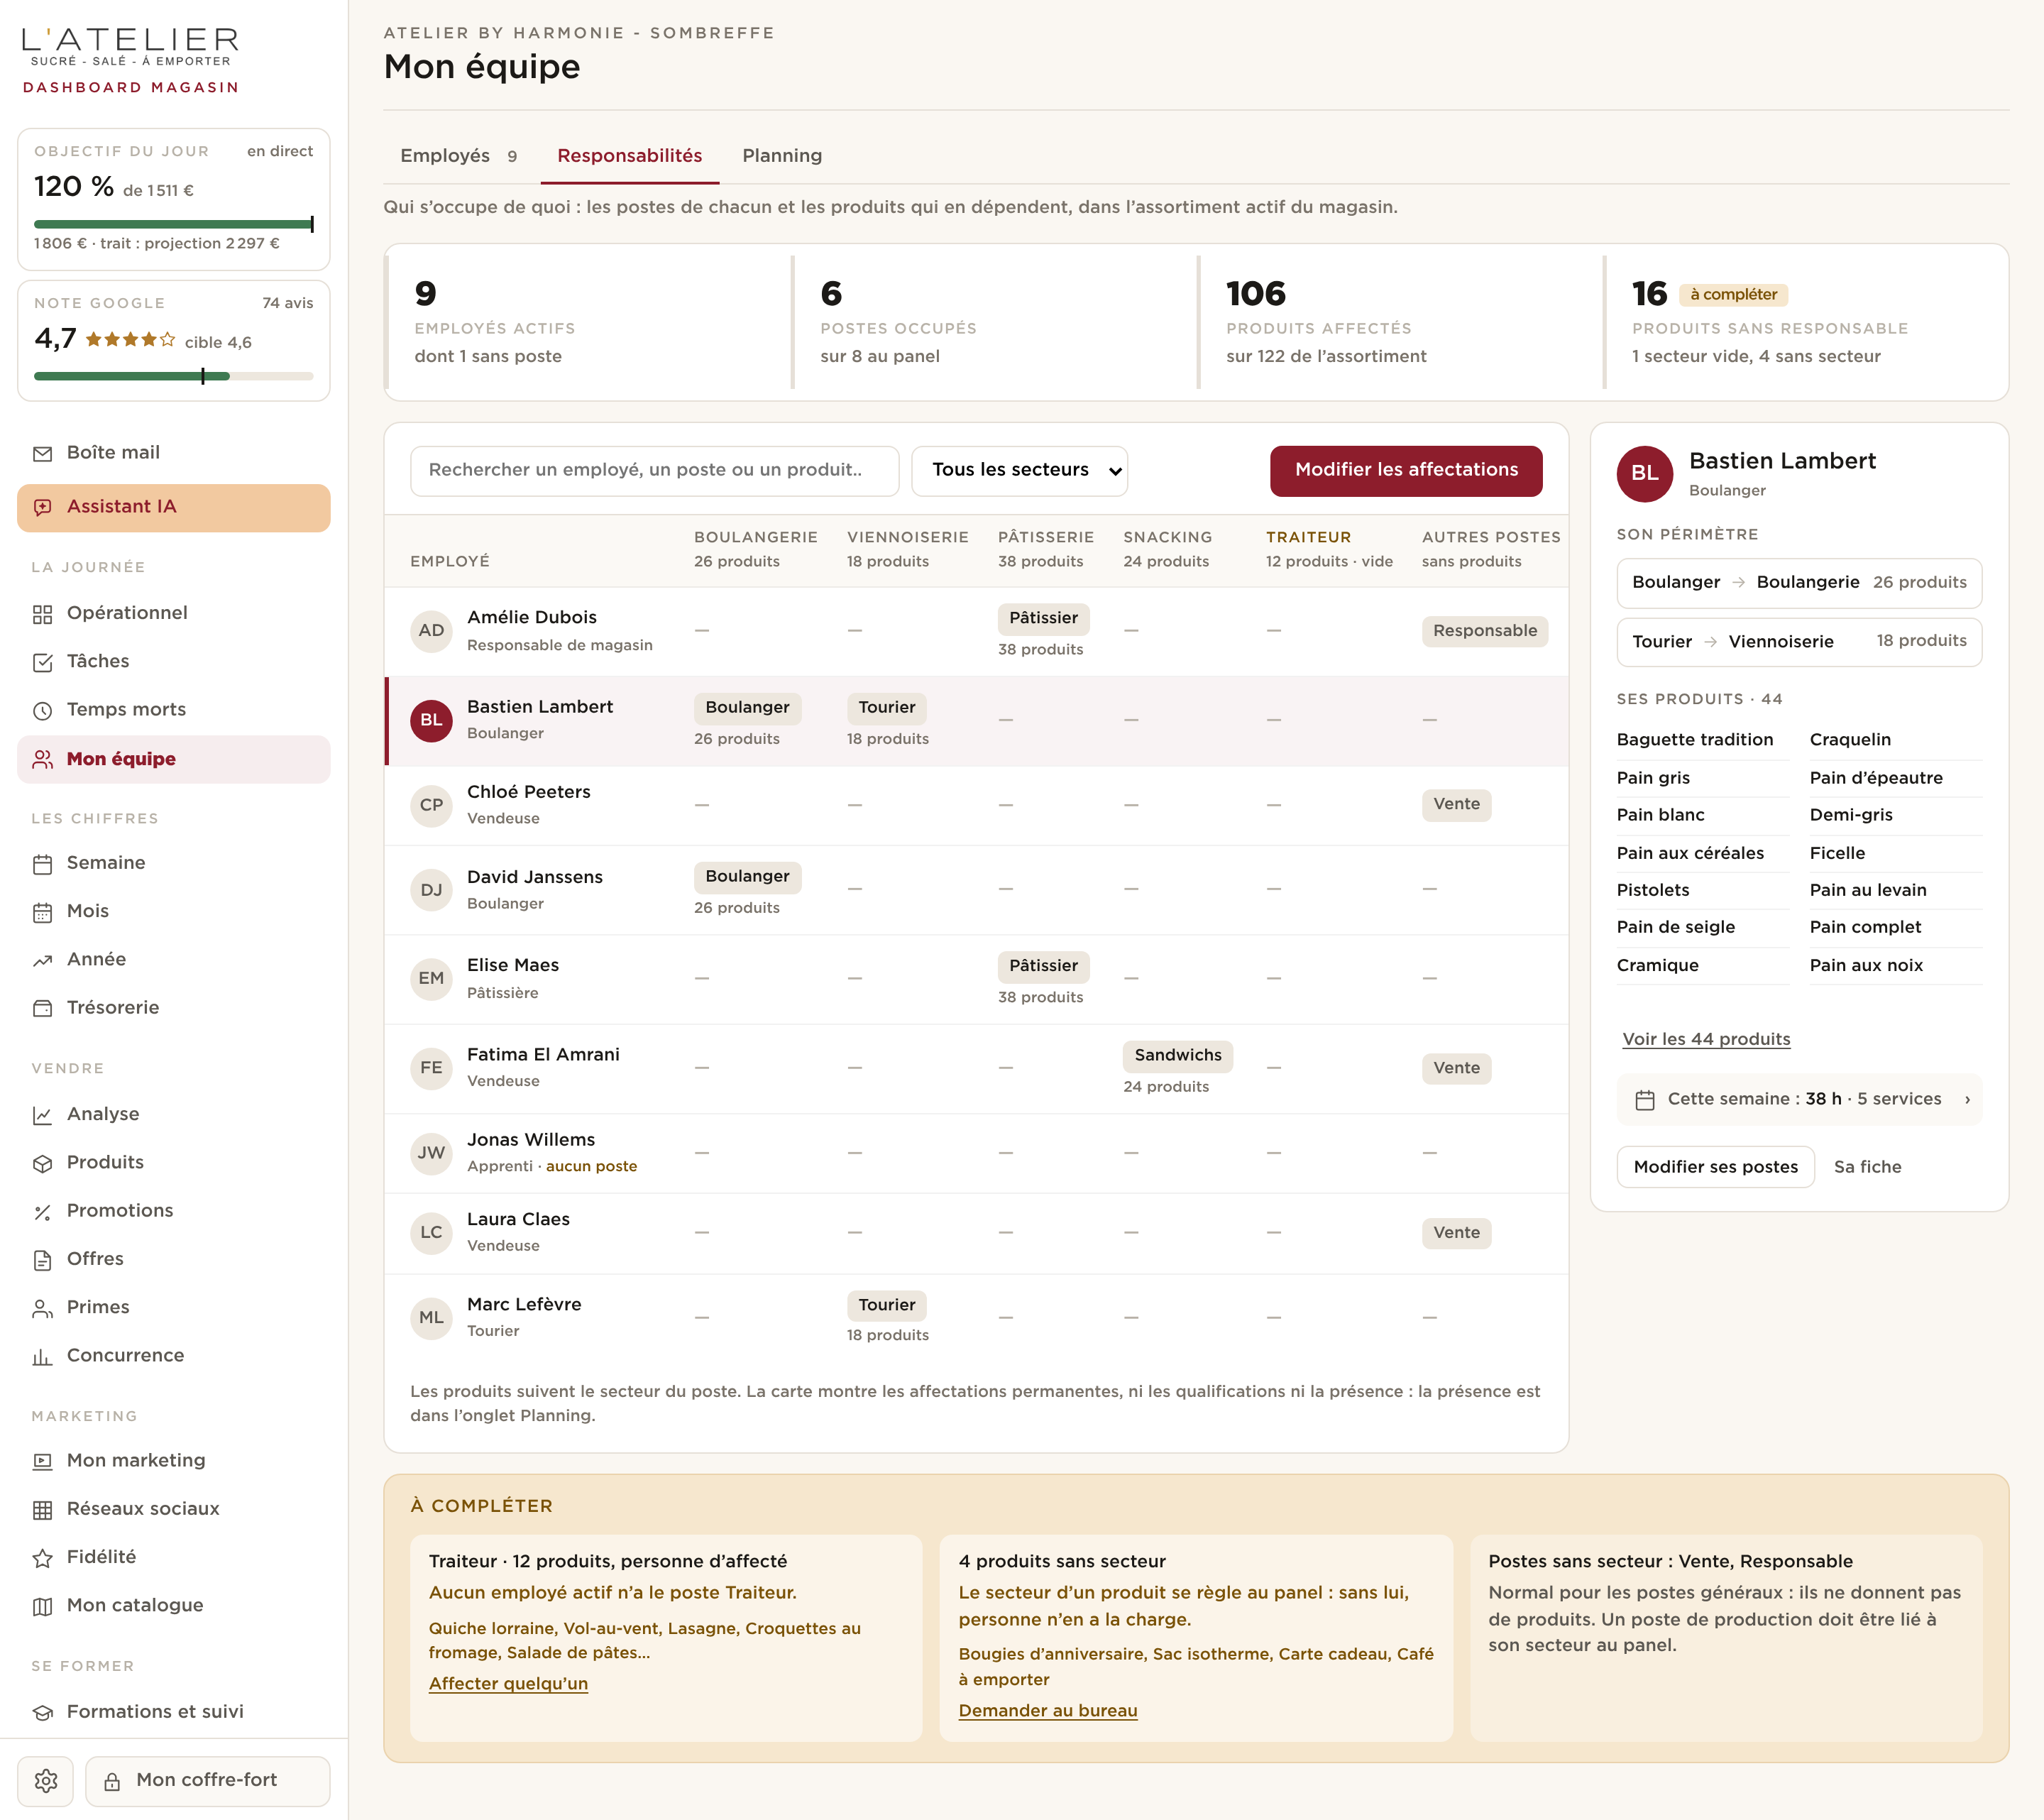 L'ATELIER
SUCRÉ - SALÉ - Á EMPORTER
DASHBOARD MAGASIN
OBJECTIF DU JOUR en direct
120 % de 1 511 €
1 806 € · trait : projection 2 297 €
NOTE GOOGLE 74 avis
4,7 cible 4,6
Boîte mail
Assistant IA
LA JOURNÉE
Opérationnel
Tâches
Temps morts
Mon équipe
LES CHIFFRES
Semaine
Mois
Année
Trésorerie
VENDRE
Analyse
Produits
Promotions
Offres
Primes
Concurrence
MARKETING
Mon marketing
Réseaux sociaux
Fidélité
Mon catalogue
SE FORMER
Formations et suivi
Mon coffre-fort
ATELIER BY HARMONIE - SOMBREFFE
Mon équipe
Employés 9 Responsabilités Planning
Qui s’occupe de quoi : les postes de chacun et les produits qui en dépendent, dans l’assortiment actif du magasin.
9
EMPLOYÉS ACTIFS
dont 1 sans poste
6
POSTES OCCUPÉS
sur 8 au panel
106
PRODUITS AFFECTÉS
sur 122 de l’assortiment
16 à compléter
PRODUITS SANS RESPONSABLE
1 secteur vide, 4 sans secteur
Rechercher un employé, un poste ou un produit.. Tous les secteurs Modifier les affectations
BOULANGERIE VIENNOISERIE PÂTISSERIE SNACKING TRAITEUR AUTRES POSTES
EMPLOYÉ 26 produits 18 produits 38 produits 24 produits 12 produits · vide sans produits
AD Amélie Dubois
Responsable de magasin
— — Pâtissier — — Responsable
38 produits
BL Bastien Lambert
Boulanger
Boulanger Tourier — — — —
26 produits 18 produits
CP Chloé Peeters
Vendeuse
— — — — — Vente
DJ David Janssens
Boulanger
Boulanger — — — — —
26 produits
EM Elise Maes
Pâtissière
— — Pâtissier — — —
38 produits
FE Fatima El Amrani
Vendeuse
— — — Sandwichs — Vente
24 produits
JW Jonas Willems
Apprenti · aucun poste
— — — — — —
LC Laura Claes
Vendeuse
— — — — — Vente
ML Marc Lefèvre
Tourier
— Tourier — — — —
18 produits
Les produits suivent le secteur du poste. La carte montre les affectations permanentes, ni les qualifications ni la présence : la présence est
dans l’onglet Planning.
BL Bastien Lambert
Boulanger
SON PÉRIMÈTRE
Boulanger → Boulangerie 26 produits
Tourier → Viennoiserie 18 produits
SES PRODUITS · 44
Baguette tradition Craquelin
Pain gris Pain d’épeautre
Pain blanc Demi-gris
Pain aux céréales Ficelle
Pistolets Pain au levain
Pain de seigle Pain complet
Cramique Pain aux noix
Voir les 44 produits
Cette semaine : 38 h · 5 services ›
Modifier ses postes Sa fiche
À COMPLÉTER
Traiteur · 12 produits, personne d’affecté
Aucun employé actif n’a le poste Traiteur.
Quiche lorraine, Vol-au-vent, Lasagne, Croquettes au
fromage, Salade de pâtes...
Affecter quelqu’un
4 produits sans secteur
Le secteur d’un produit se règle au panel : sans lui,
personne n’en a la charge.
Bougies d’anniversaire, Sac isotherme, Carte cadeau, Café
à emporter
Demander au bureau
Postes sans secteur : Vente, Responsable
Normal pour les postes généraux : ils ne donnent pas
de produits. Un poste de production doit être lié à
son secteur au panel.